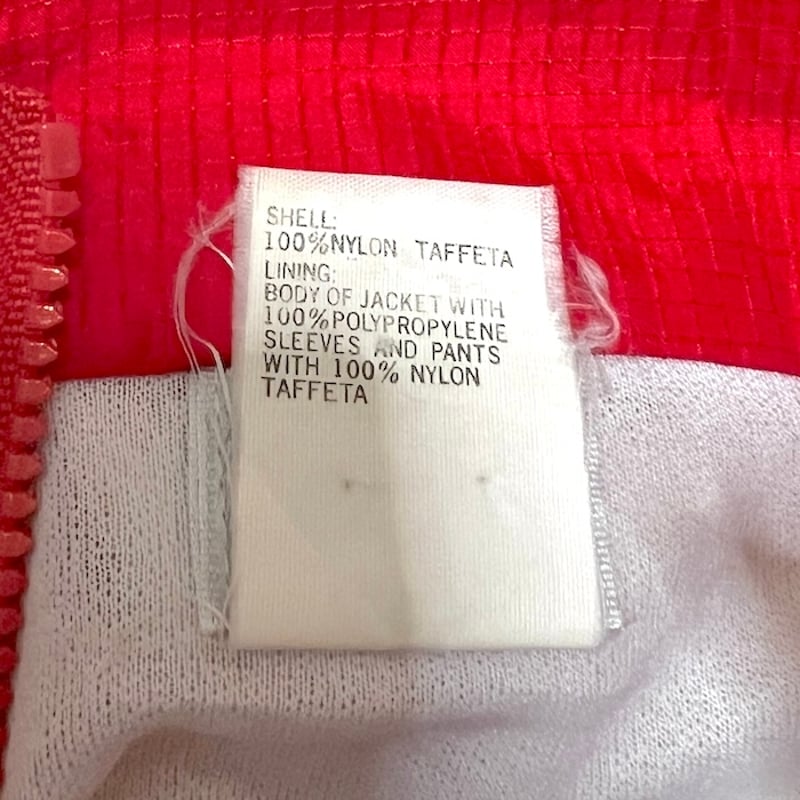 SHELL:
100%NYLON TAFFETA
LINING:
BODY OF JACKET WITH
100%POLYPROPYLENE
SLEEVES AND PANTS
WITH 100% NYLON
TAFFETA